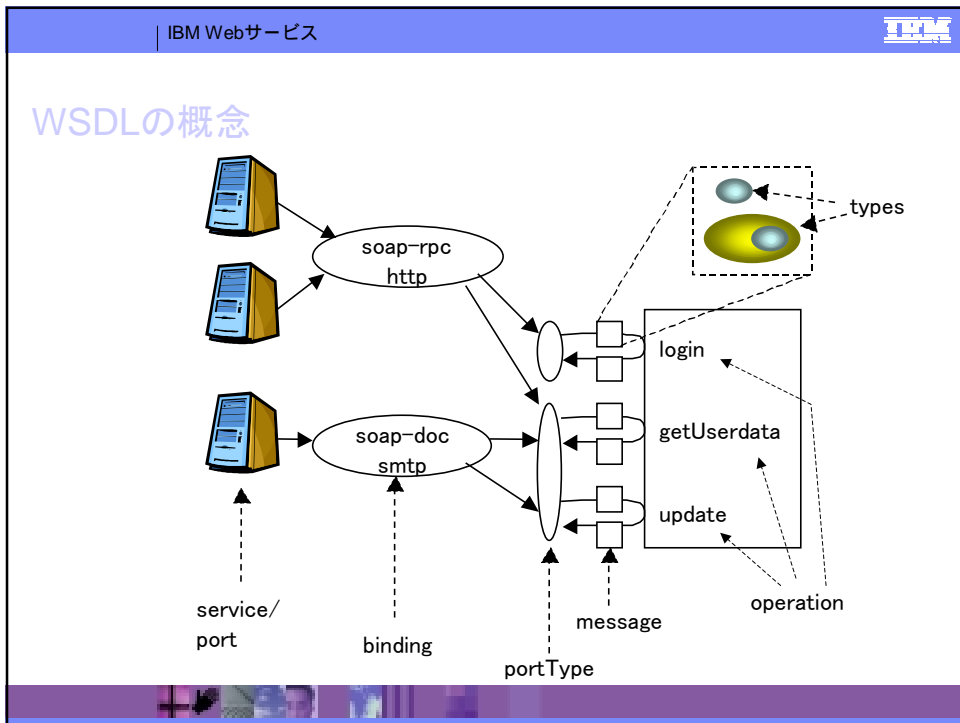 IBM Webサービス
IBM
WSDLの概念
types
soap-rpc
http
login
getUserdata
soap-doc
smtp
update
service/
port
binding
portType
message
operation